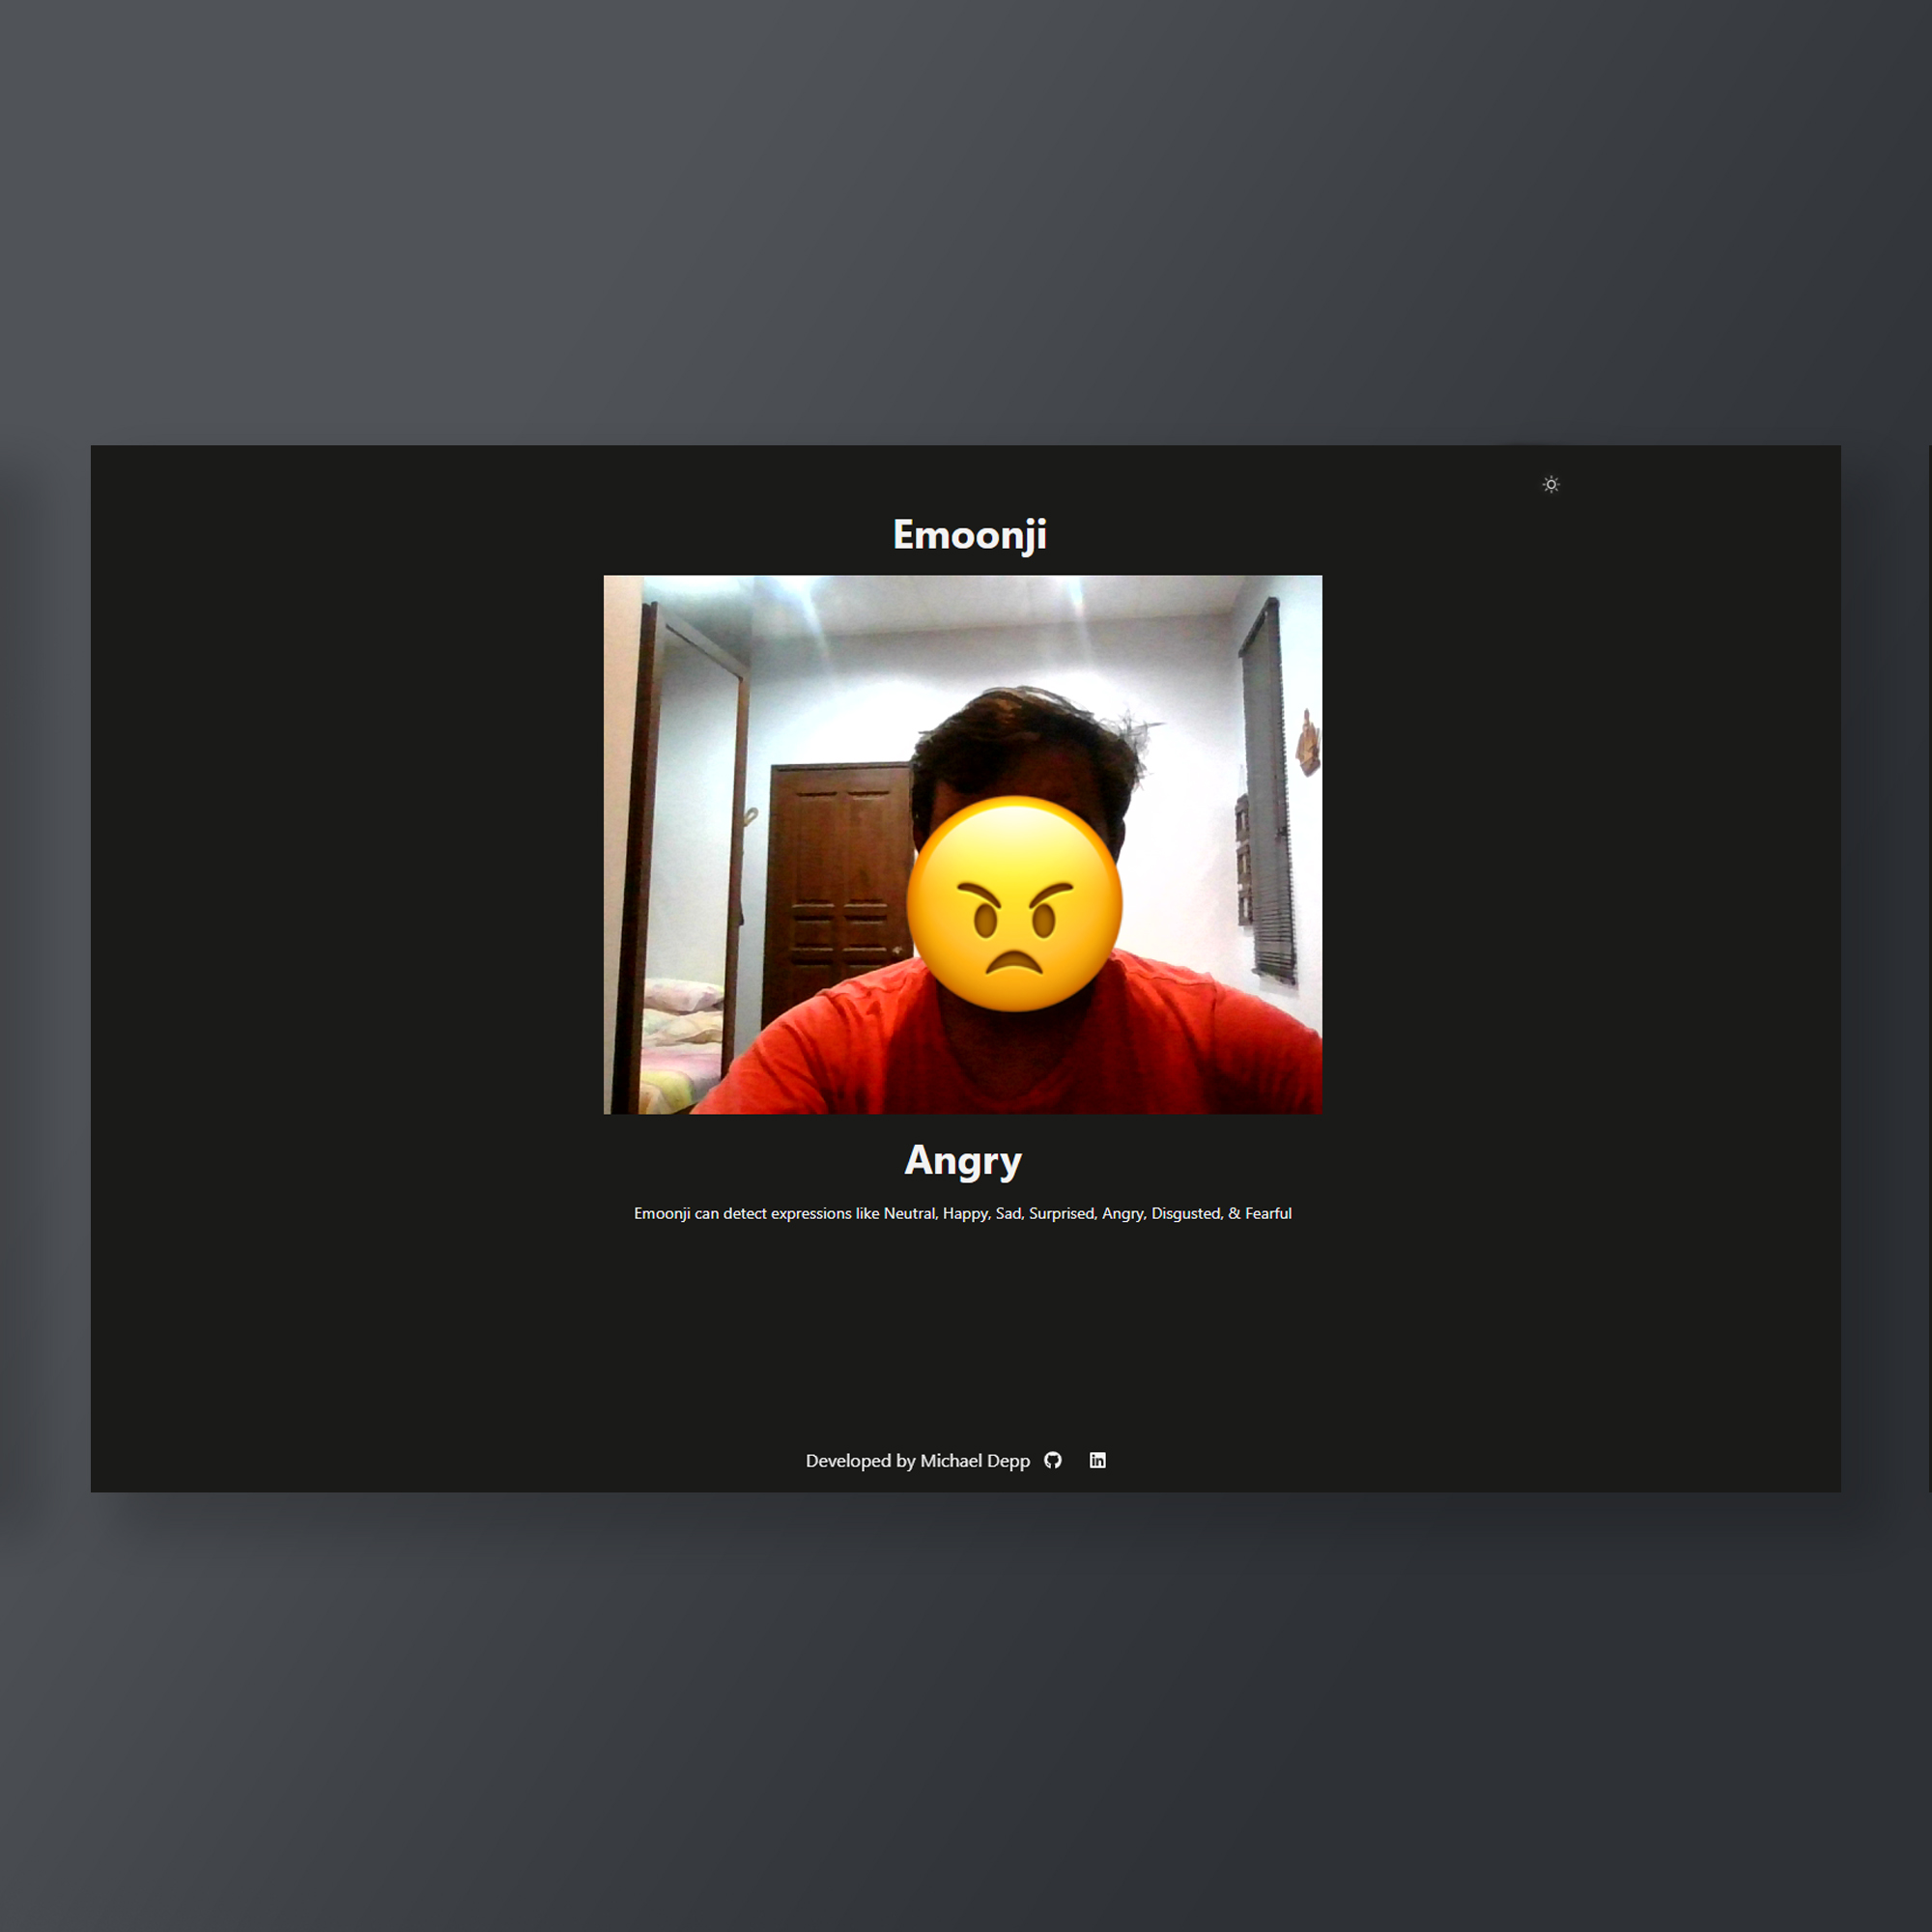 Emoonji
Angry
Emoonji can detect expressions like Neutral, Happy, Sad, Surprised, Angry, Disgusted, & Fearful
Developed by Michael Depp